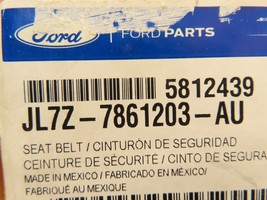 Ford FORD PARTS
5812439
JL7Z-7861203-AU
SEAT BELT / CINTURÓN DE SEGURIDAD
CEINTURE DE SÉCURITÉ / CINTO DE SEGURA
MADE IN MEXICO / FABRICADO EN MÉXICO/
FABRIQUÉ AU MEXIQUE